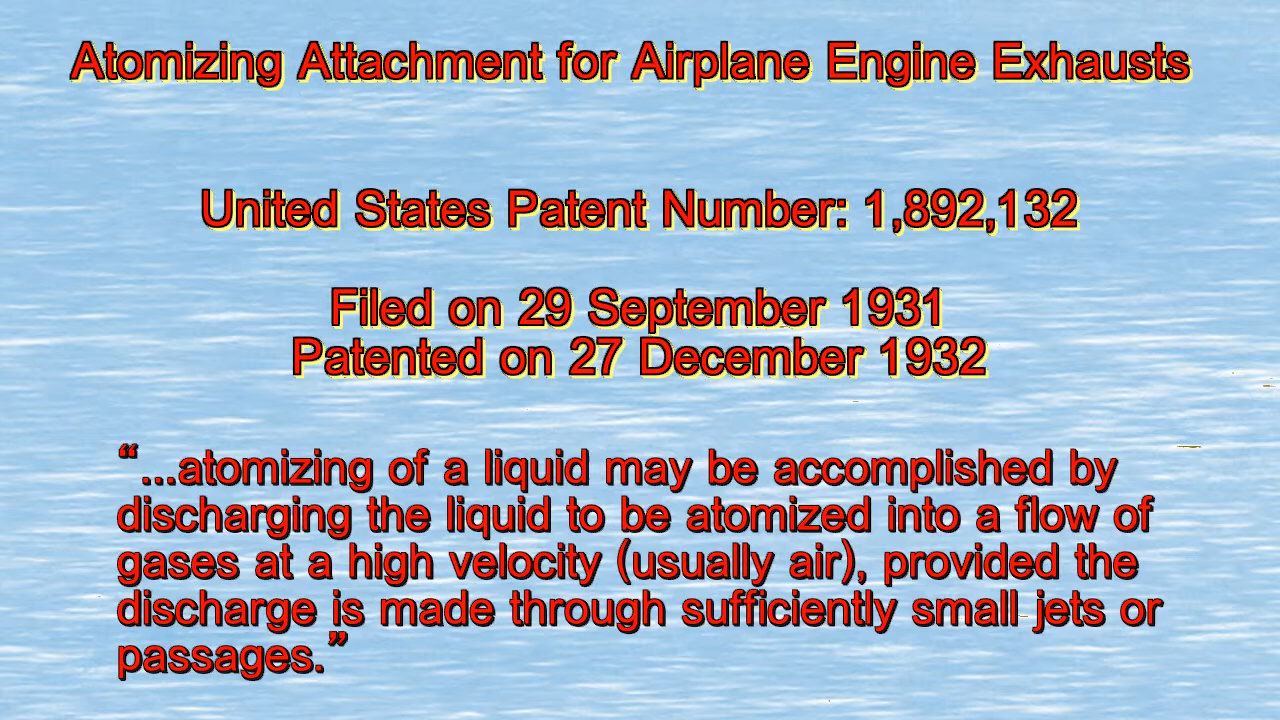 Atomizing Attachment for Airplane Engine Exhausts
United States Patent Number: 1,892,132
Filed on 29 September 1931
Patented on 27 December 1932
“...atomizing of a liquid may be accomplished by
discharging the liquid to be atomized into a flow of
gases at a high velocity (usually air), provided the
discharge is made through sufficiently small jets or
passages.”